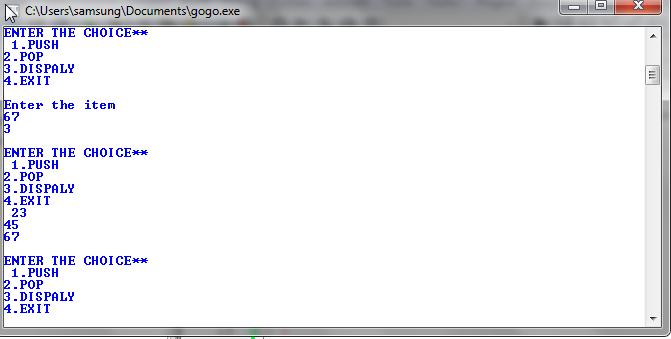 C:\Users\samsung\Documents\gogo.exe
ENTER THE CHOICE**
1.PUSH
2.POP
3.DISPALY
4.EXIT
Enter the item
67
3
ENTER THE CHOICE**
1.PUSH
2.POP
3.DISPALY
4.EXIT
23
45
67
ENTER THE CHOICE**
1.PUSH
2.POP
3.DISPALY
4.EXIT